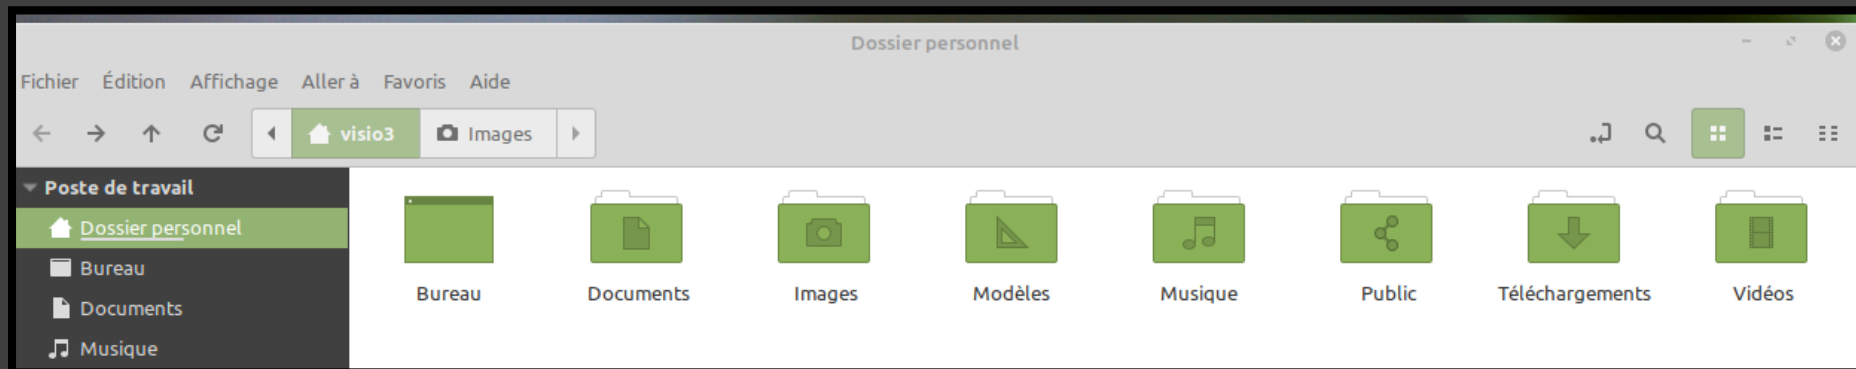 Dossier personnel
Fichier Édition Affichage Aller à Favoris Aide
visio3 Images
Poste de travail
Dossier personnel
Bureau
Documents
Musique
Bureau Documents Images Modèles Musique Public Téléchargements Vidéos